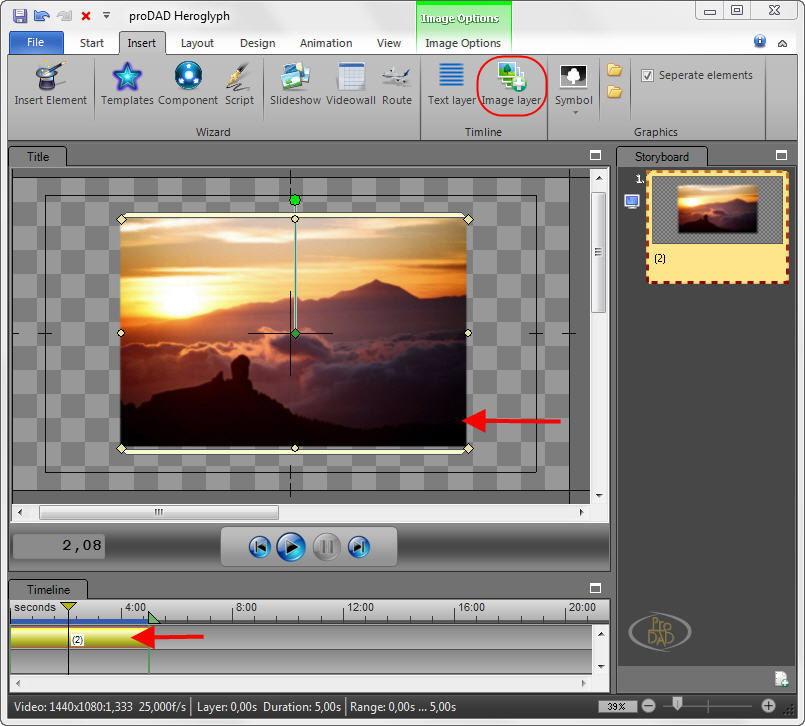 proDAD Heroglyph
Image Options
File Start Insert Layout Design Animation View Image Options
Insert Element Templates Component Script Slideshow Videowall Route Text layer Image layer Symbol Seperate elements
Wizard Timline Graphics
Title Storyboard
1.
(2)
2,08
Timeline
seconds 4:00 8:00 12:00 16:00 20:00
(2)
ProDAD
Video: 1440x1080:1,333 25,000f/s Layer: 0,00s Duration: 5,00s Range: 0,00s ... 5,00s 39%